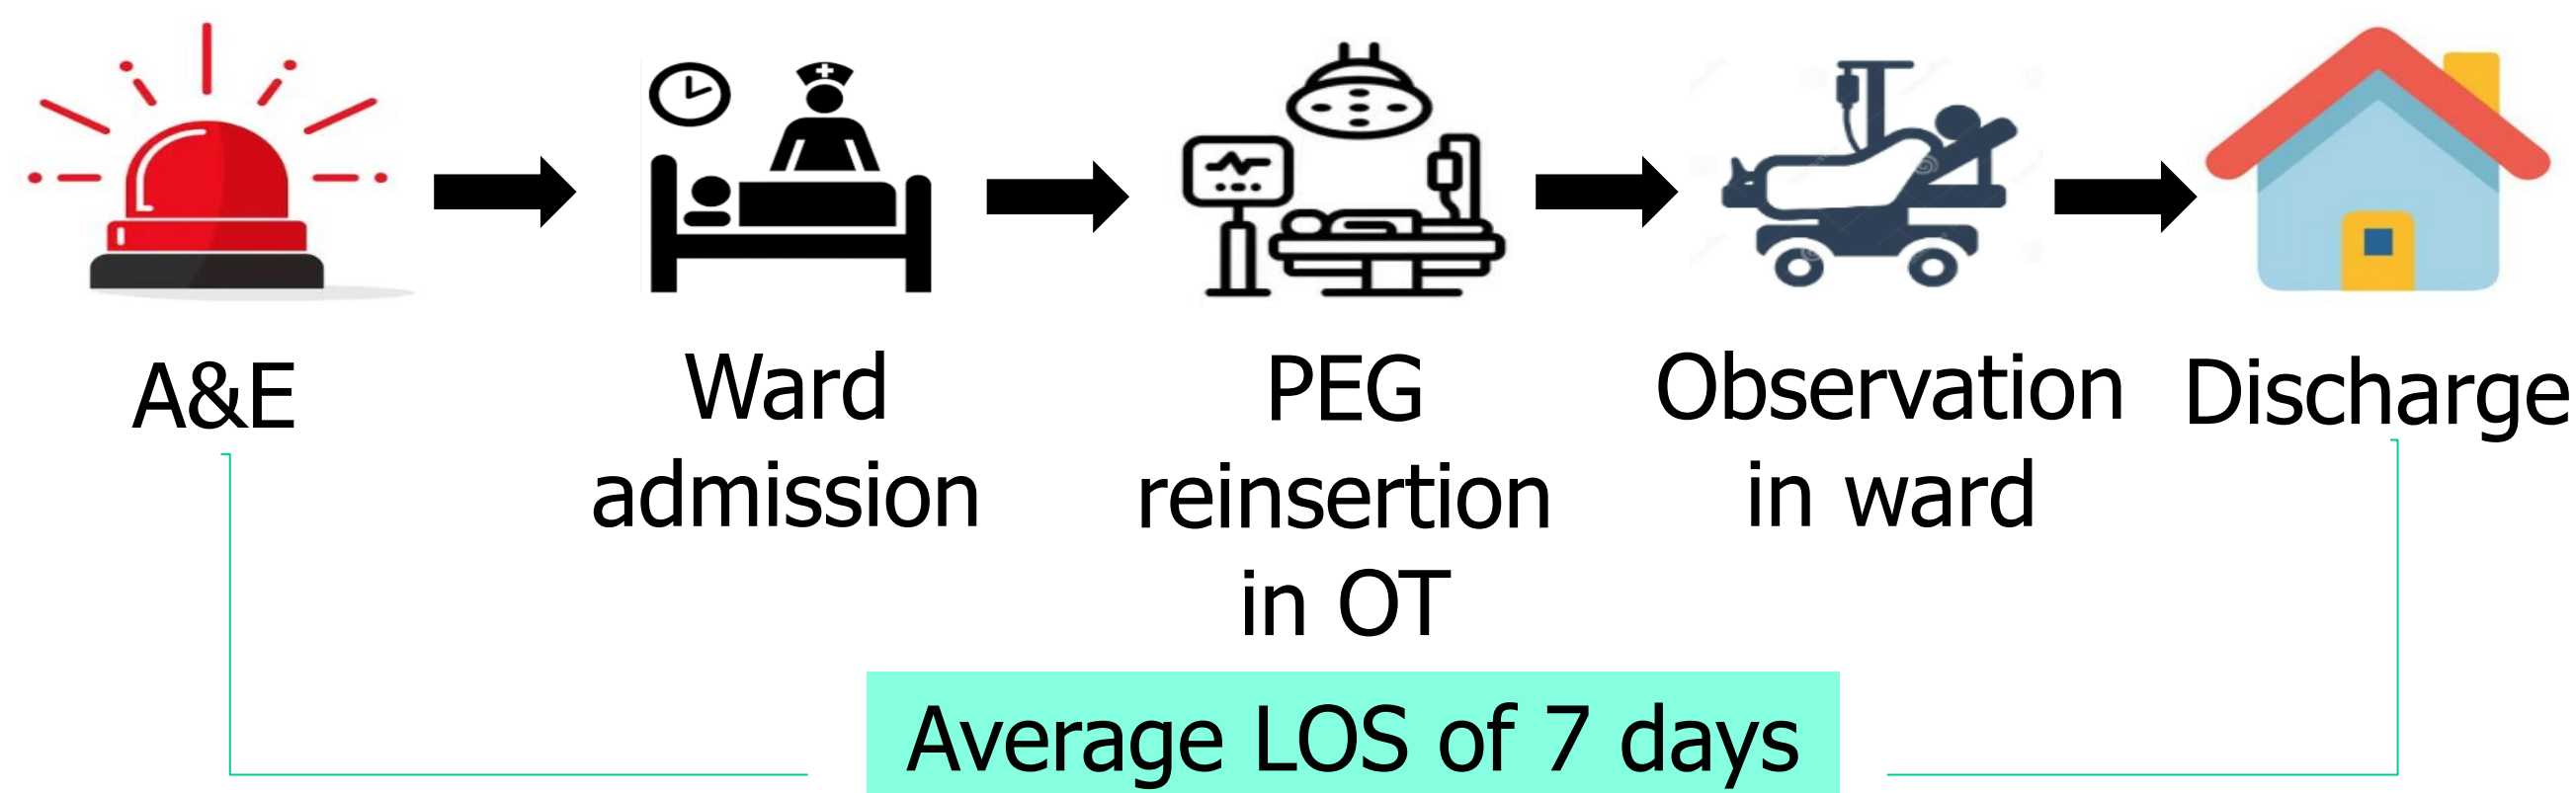 A&E
Ward
admission
PEG
reinsertion
in OT
Observation
in ward
Discharge
Average LOS of 7 days